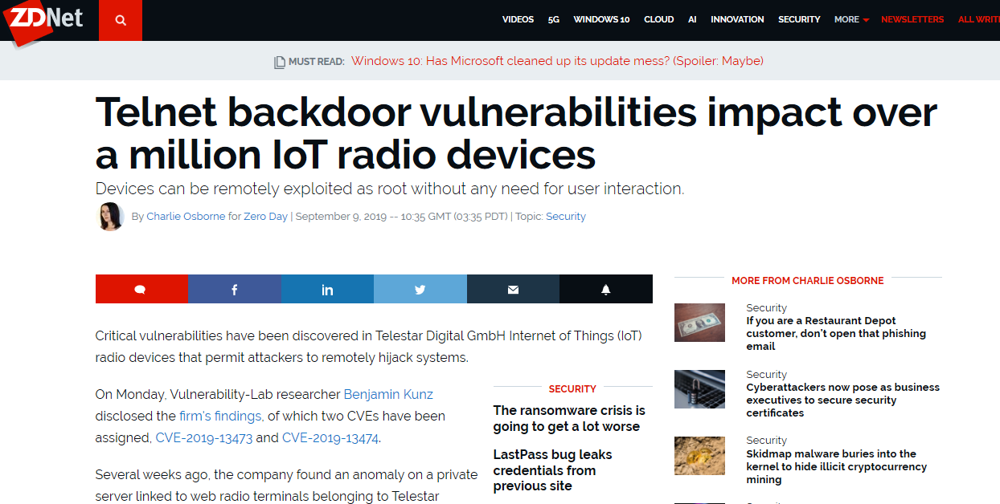 ZDNet
VIDEOS 5G WINDOWS 10 CLOUD AI INNOVATION SECURITY MORE NEWSLETTERS ALL WRIT
MUST READ: Windows 10: Has Microsoft cleaned up its update mess? (Spoiler: Maybe)
Telnet backdoor vulnerabilities impact over
a million IoT radio devices
Devices can be remotely exploited as root without any need for user interaction.
By Charlie Osborne for Zero Day | September 9, 2019 -- 10:35 GMT (03:35 PDT) | Topic: Security
Critical vulnerabilities have been discovered in Telestar Digital GmbH Internet of Things (IoT)
radio devices that permit attackers to remotely hijack systems.
On Monday, Vulnerability-Lab researcher Benjamin Kunz
disclosed the firm's findings, of which two CVEs have been
assigned, CVE-2019-13473 and CVE-2019-13474.
Several weeks ago, the company found an anomaly on a private
server linked to web radio terminals belonging to Telestar
SECURITY
The ransomware crisis is
going to get a lot worse
LastPass bug leaks
credentials from
previous site
MORE FROM CHARLIE OSBORNE
Security
If you are a Restaurant Depot
customer, don't open that phishing
email
Security
Cyberattackers now pose as business
executives to secure security
certificates
Security
Skidmap malware buries into the
kernel to hide illicit cryptocurrency
mining